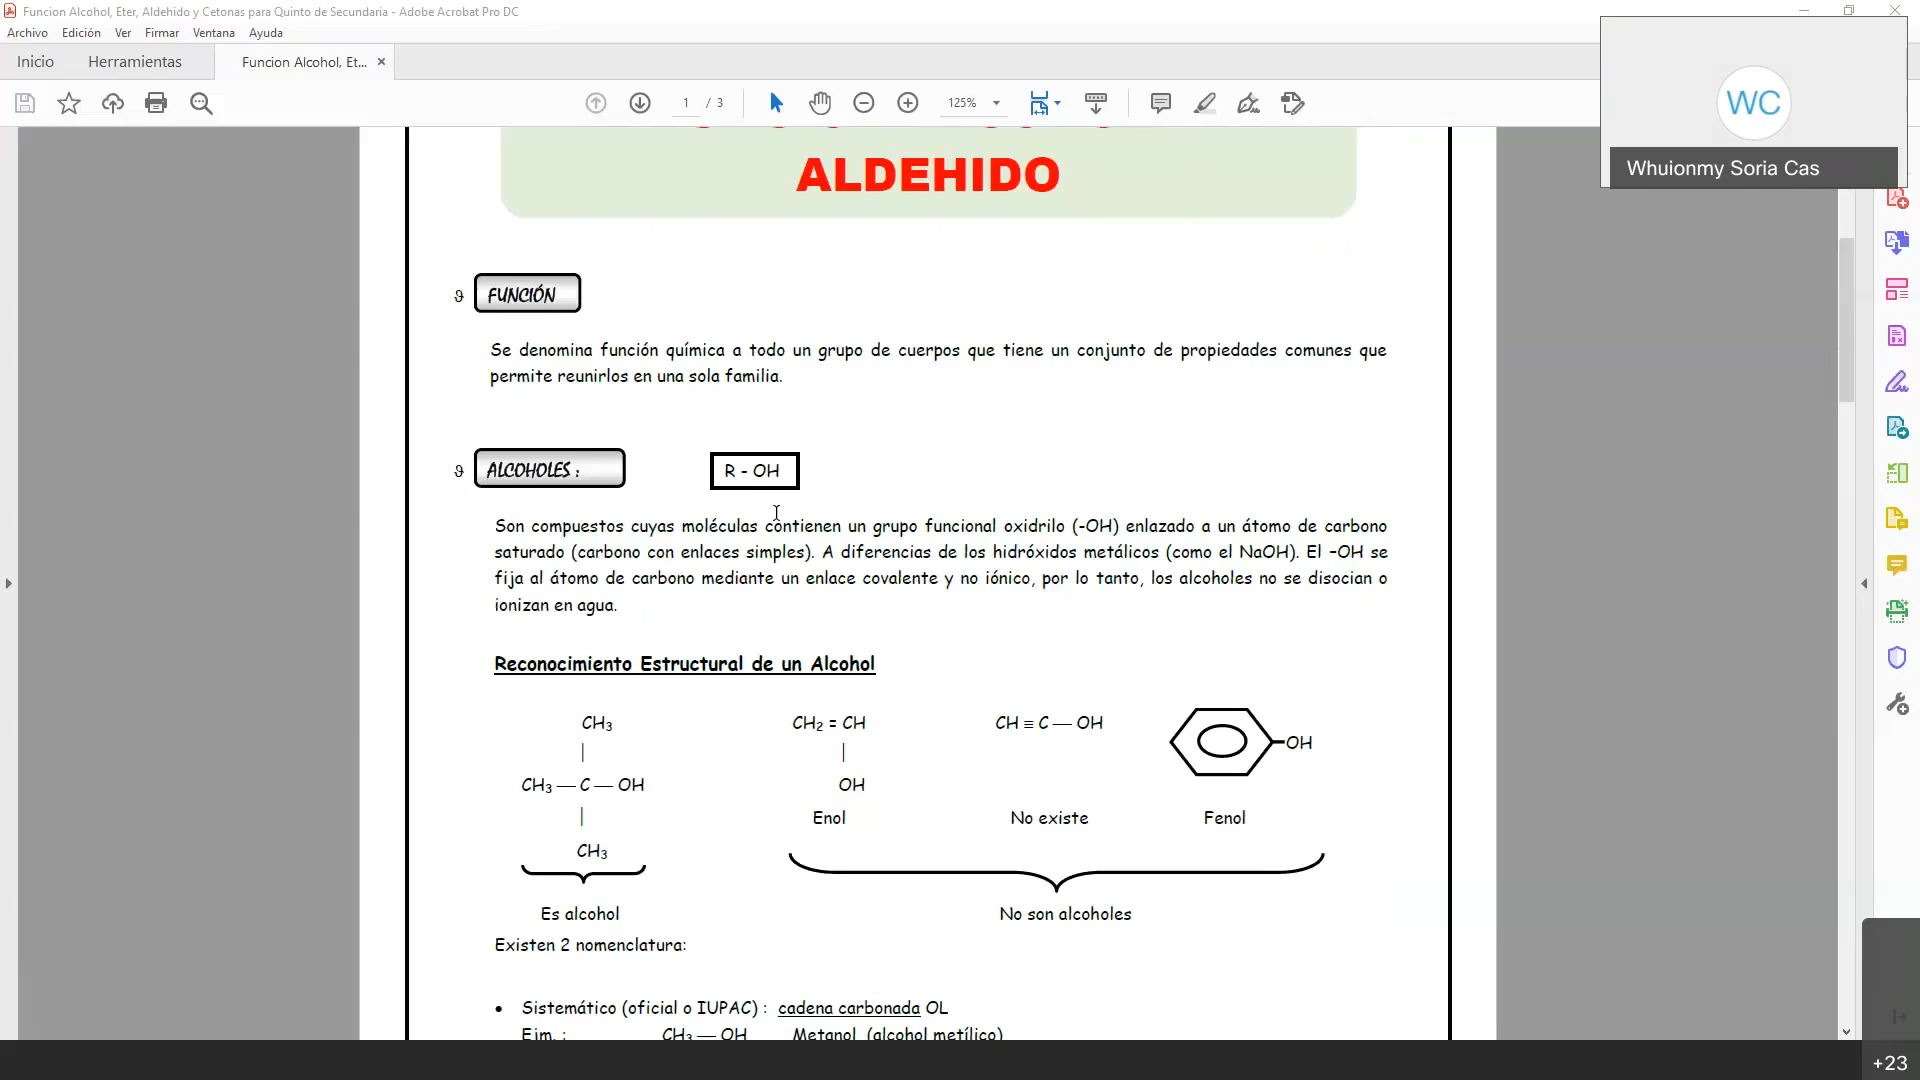 Funcion Alcohol, Eter, Aldehido y Cetonas para Quinto de Secundaria - Adobe Acrobat Pro DC
Archivo Edición Ver Firmar Ventana Ayuda
Inicio Herramientas Funcion Alcohol, Et... ×
1 / 3 125%
WC
Whuionmy Soria Cas
ALDEHIDO
ϑ FUNCIÓN
Se denomina función química a todo un grupo de cuerpos que tiene un conjunto de propiedades comunes que
permite reunirlos en una sola familia.
ϑ ALCOHOLES : R - OH
Son compuestos cuyas moléculas contienen un grupo funcional oxidrilo (-OH) enlazado a un átomo de carbono
saturado (carbono con enlaces simples). A diferencias de los hidróxidos metálicos (como el NaOH). El –OH se
fija al átomo de carbono mediante un enlace covalente y no iónico, por lo tanto, los alcoholes no se disocian o
ionizan en agua.
Reconocimiento Estructural de un Alcohol
CH₃ CH₂ = CH CH ≡ C — OH
| | —OH
CH₃ — C — OH OH
| Enol No existe Fenol
CH₃
Es alcohol No son alcoholes
Existen 2 nomenclatura:
• Sistemático (oficial o IUPAC) : cadena carbonada OL
Ejm. : CH₃ — OH Metanol (alcohol metílico)
+23